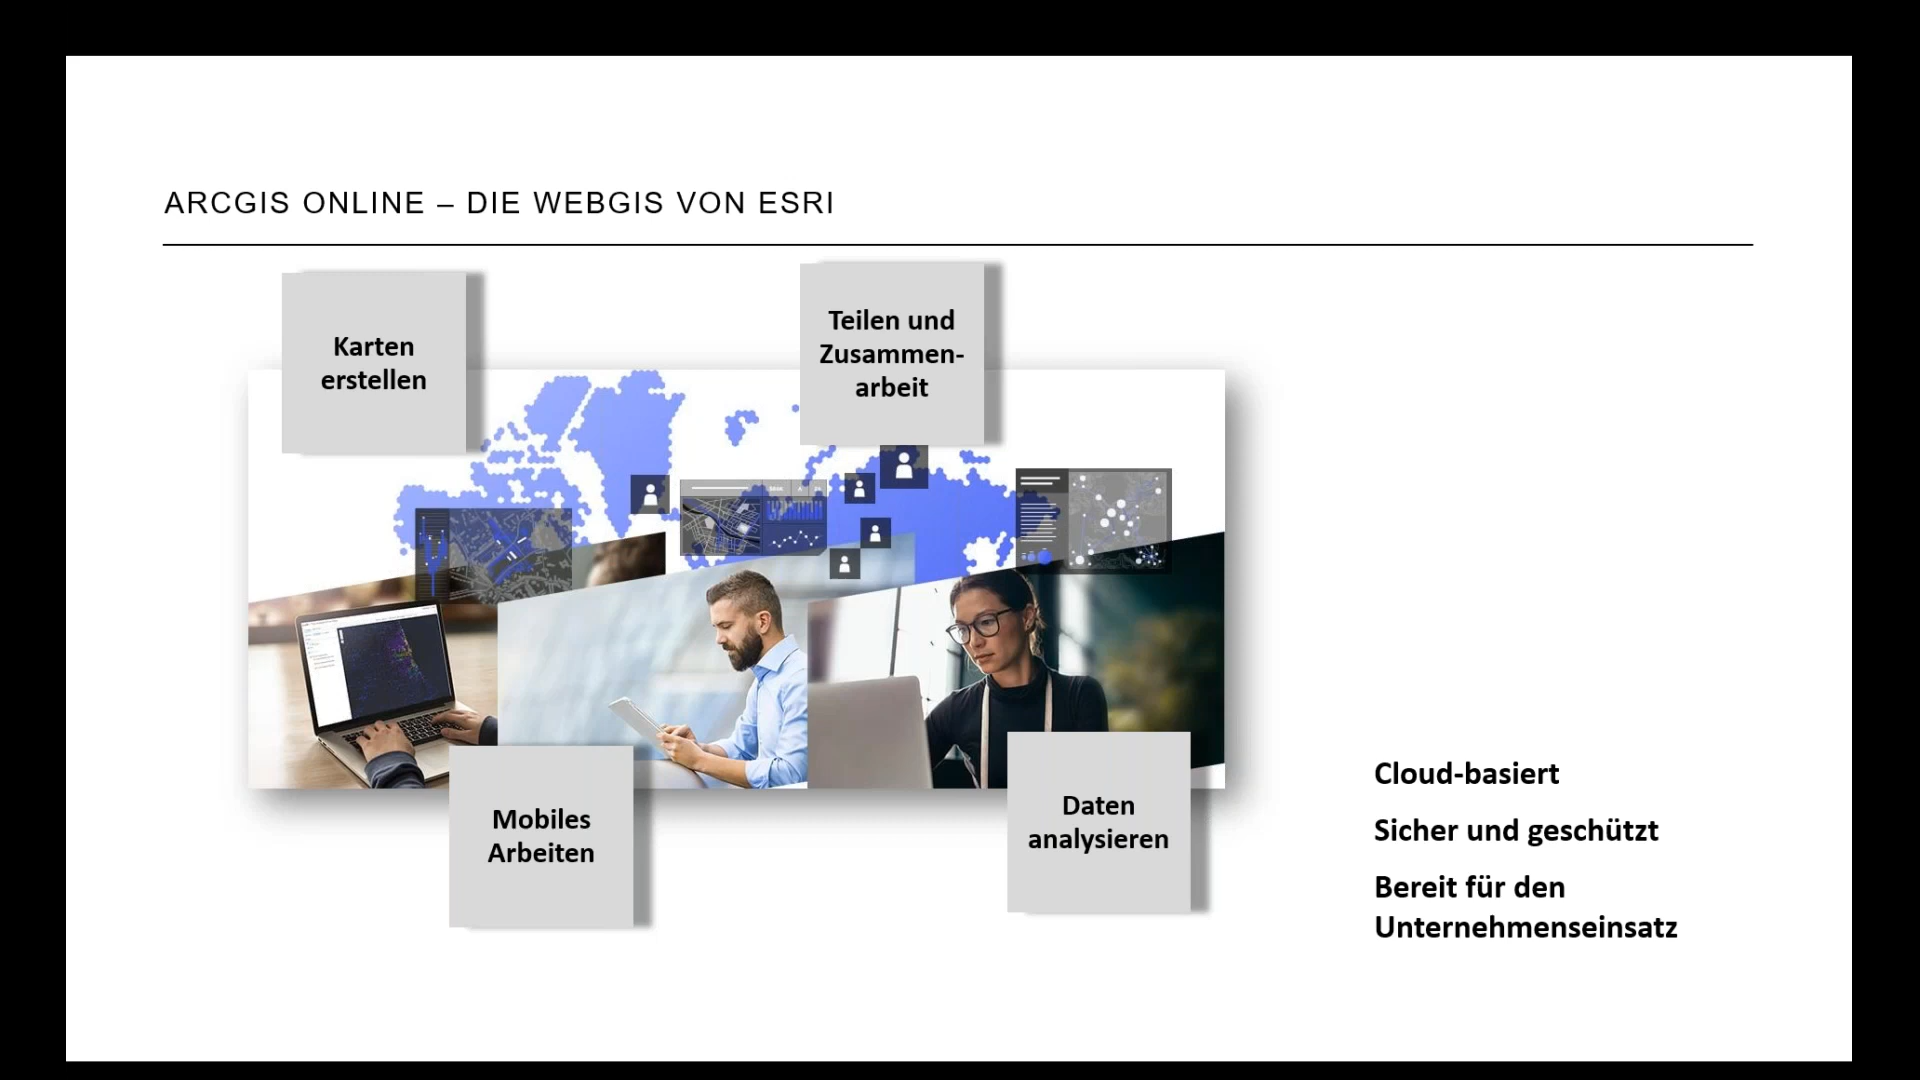 ARCGIS ONLINE – DIE WEBGIS VON ESRI
Karten
erstellen
Teilen und
Zusammen-
arbeit
Mobiles
Arbeiten
Daten
analysieren
Cloud-basiert
Sicher und geschützt
Bereit für den
Unternehmenseinsatz